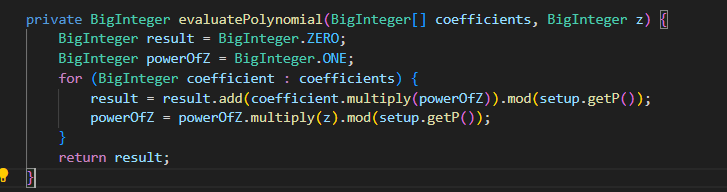 private BigInteger evaluatePolynomial(BigInteger[] coefficients, BigInteger z) {
    BigInteger result = BigInteger.ZERO;
    BigInteger powerOfZ = BigInteger.ONE;
    for (BigInteger coefficient : coefficients) {
        result = result.add(coefficient.multiply(powerOfZ)).mod(setup.getP());
        powerOfZ = powerOfZ.multiply(z).mod(setup.getP());
    }
    return result;
}